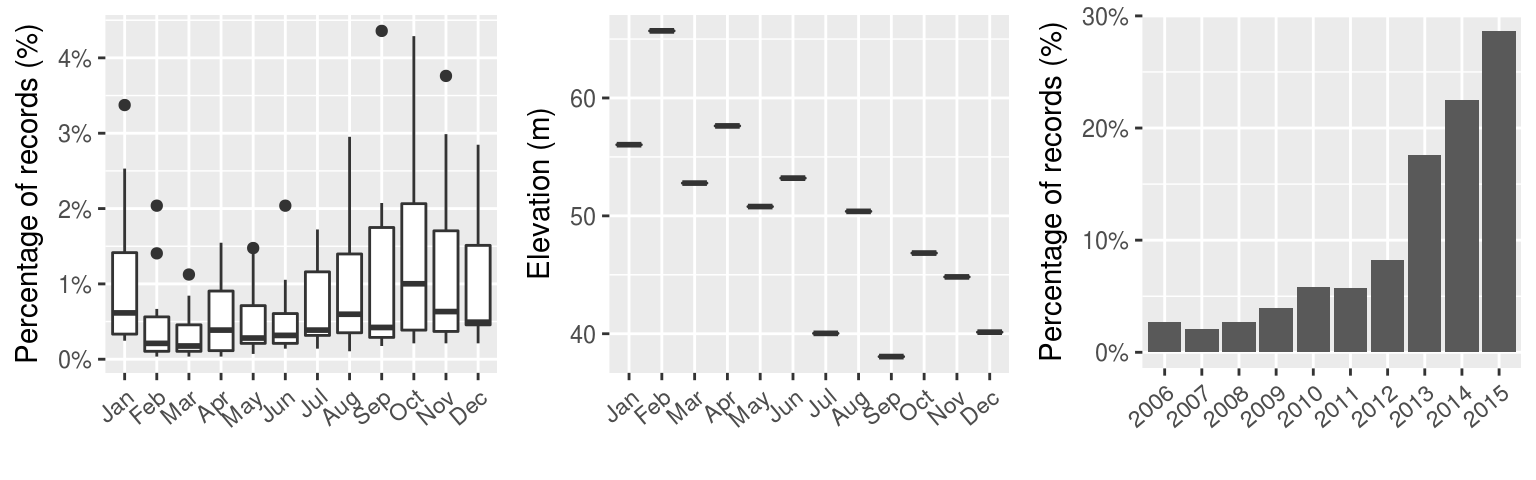 Percentage of records (%)
4%
3%
2%
1%
0%
Jan Feb Mar Apr May Jun Jul Aug Sep Oct Nov Dec
Elevation (m)
60
50
40
Jan Feb Mar Apr May Jun Jul Aug Sep Oct Nov Dec
Percentage of records (%)
30%
20%
10%
0%
2006 2007 2008 2009 2010 2011 2012 2013 2014 2015